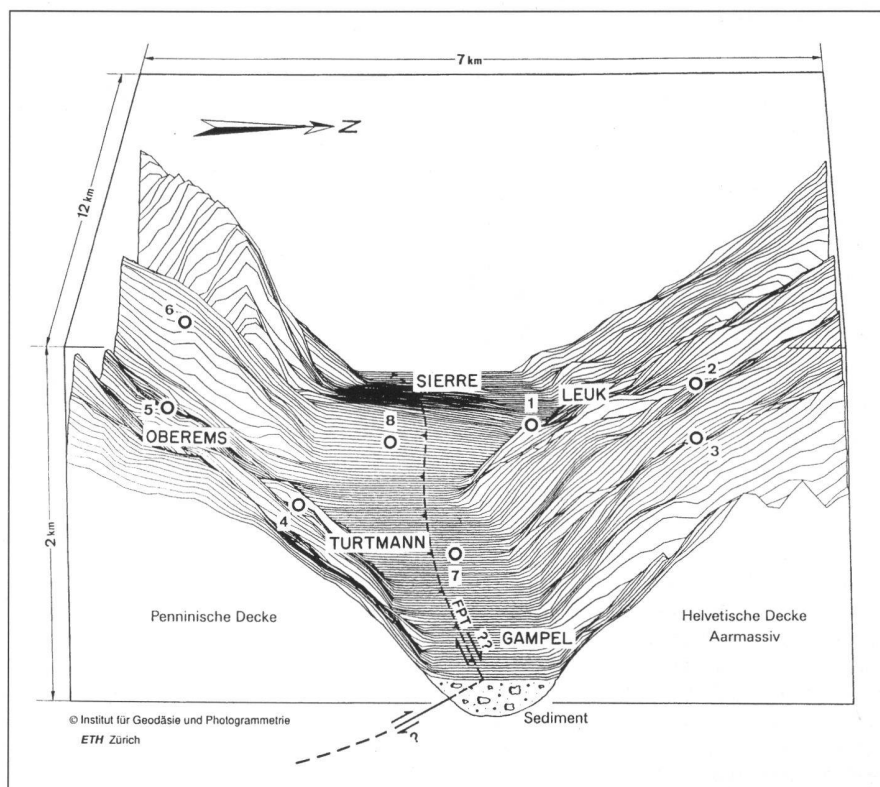 7 km
12 km
N
6
SIERRE
2
1
LEUK
5
8
3
OBEREMS
4
TURTMANN
2 km
7
Penninische Decke
FPT ??
GAMPEL
Helvetische Decke
Aarmassiv
Sediment
© Institut für Geodäsie und Photogrammetrie
ETH Zürich
?